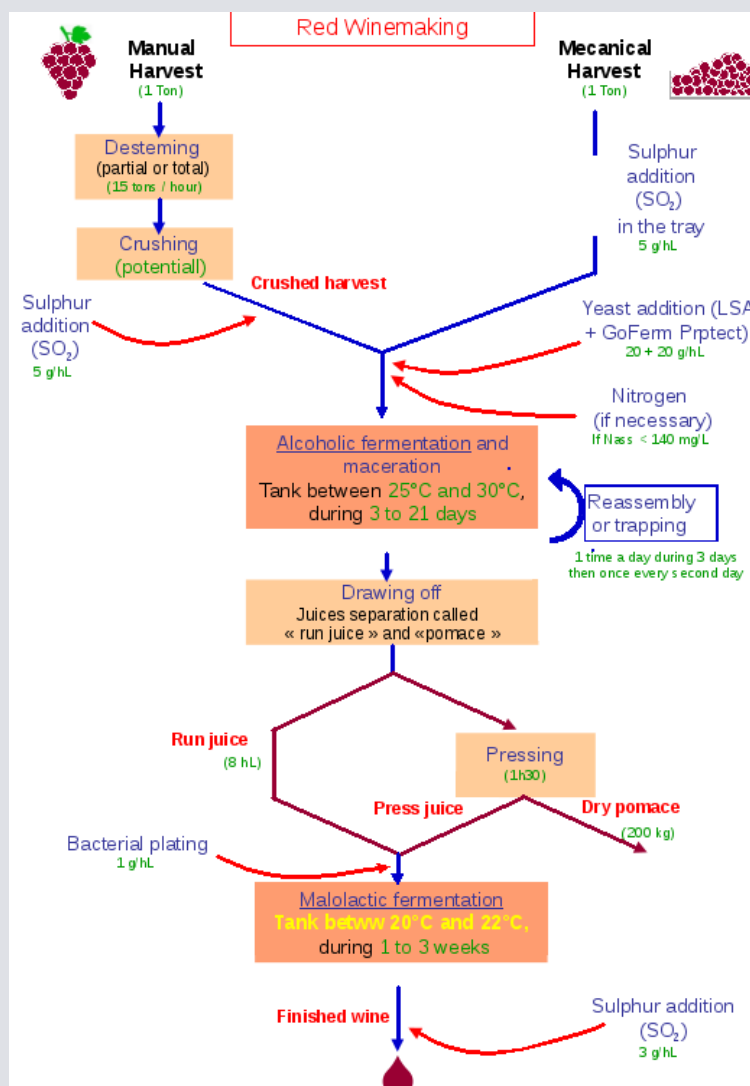 Red Winemaking
Manual
Harvest
(1 Ton)
Mecanical
Harvest
(1 Ton)
Desteming
(partial or total)
(15 tons / hour)
Sulphur
addition
(SO2)
in the tray
5 g/hL
Crushing
(potentiall)
Crushed harvest
Sulphur
addition
(SO2)
5 g/hL
Yeast addition (LSA
+ GoFerm Prptect)
20 + 20 g/hL
Nitrogen
(if necessary)
If Nass < 140 mg/L
Alcoholic fermentation and
maceration
Tank between 25°C and 30°C,
during 3 to 21 days
Reassembly
or trapping
1 time a day during 3 days
then once every second day
Drawing off
Juices separation called
« run juice » and «pomace »
Run juice
(8 hL)
Pressing
(1h30)
Press juice
Dry pomace
(200 kg)
Bacterial plating
1 g/hL
Malolactic fermentation
Tank betww 20°C and 22°C,
during 1 to 3 weeks
Finished wine
Sulphur addition
(SO2)
3 g/hL